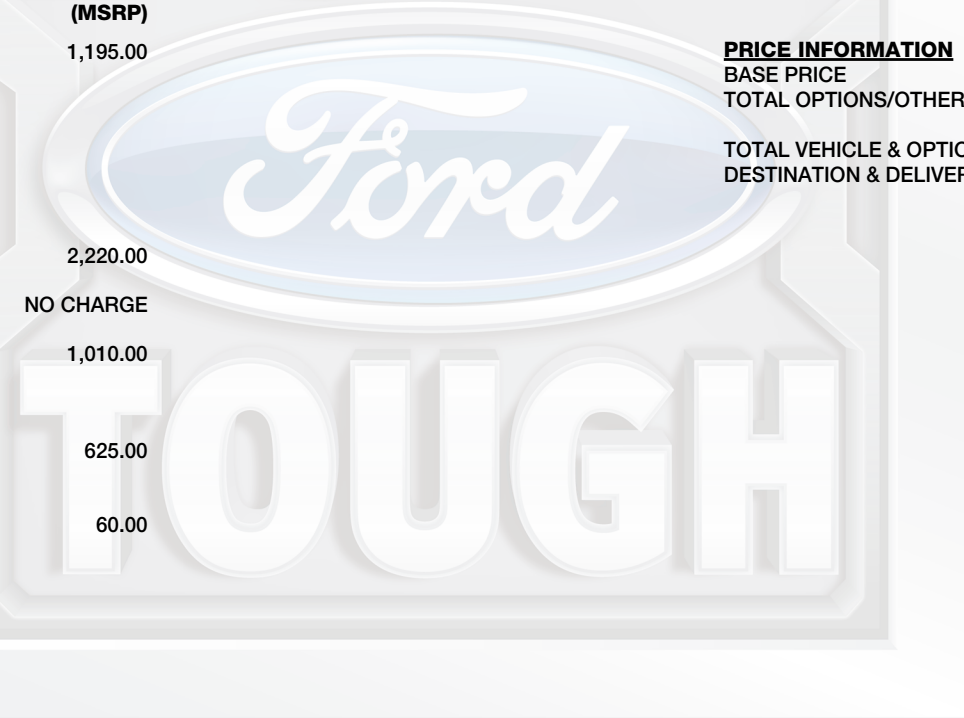 (MSRP)
1,195.00
2,220.00
NO CHARGE
1,010.00
625.00
60.00
PRICE INFORMATION
BASE PRICE
TOTAL OPTIONS/OTHER
TOTAL VEHICLE & OPTIO
DESTINATION & DELIVER
Ford
TOUGH